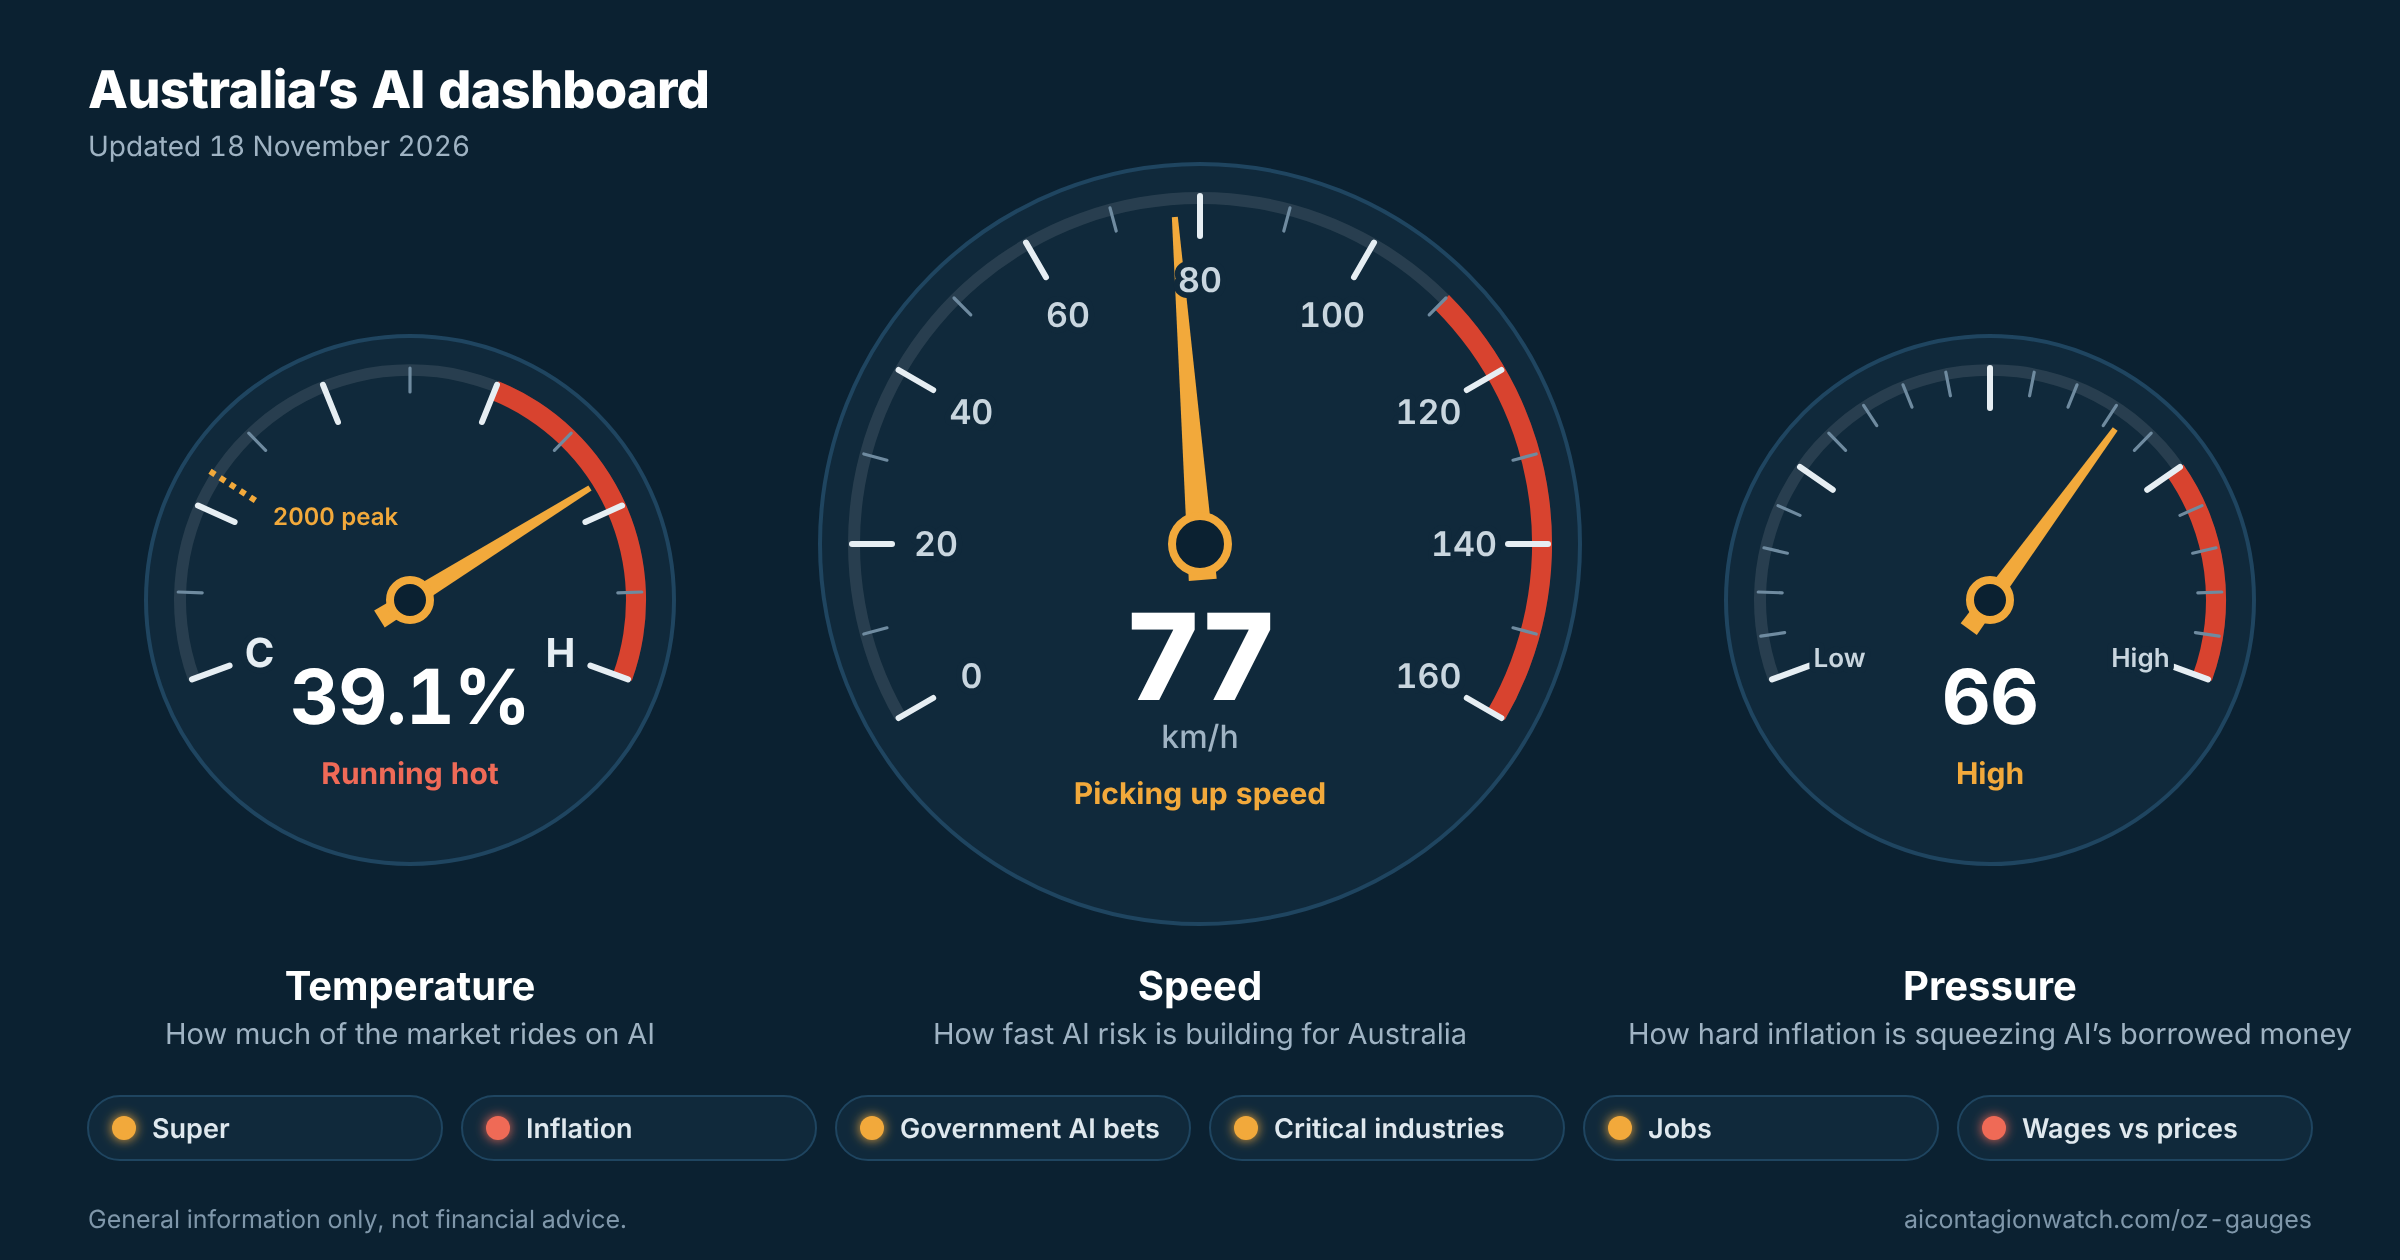 Australia’s AI dashboard
Updated 18 November 2026
2000 peak
C
H
39.1%
Running hot
0
20
40
60
80
100
120
140
160
77
km/h
Picking up speed
Low
High
66
High
Temperature
How much of the market rides on AI
Speed
How fast AI risk is building for Australia
Pressure
How hard inflation is squeezing AI’s borrowed money
Super
Inflation
Government AI bets
Critical industries
Jobs
Wages vs prices
General information only, not financial advice.
aicontagionwatch.com/oz-gauges